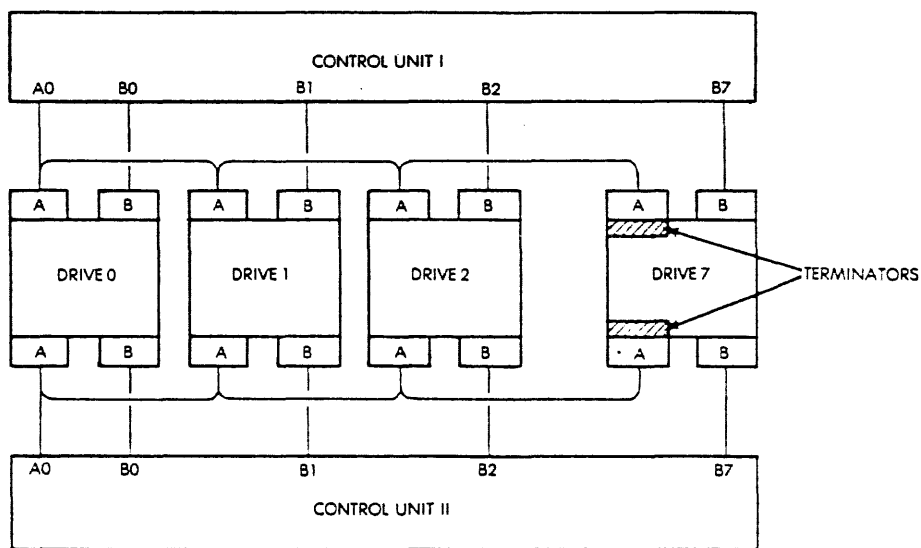 CONTROL UNIT I
A0 B0 B1 B2 B7
A B A B A B A B
DRIVE 0 DRIVE 1 DRIVE 2 DRIVE 7 TERMINATORS
A B A B A B A B
A0 B0 B1 B2 B7
CONTROL UNIT II